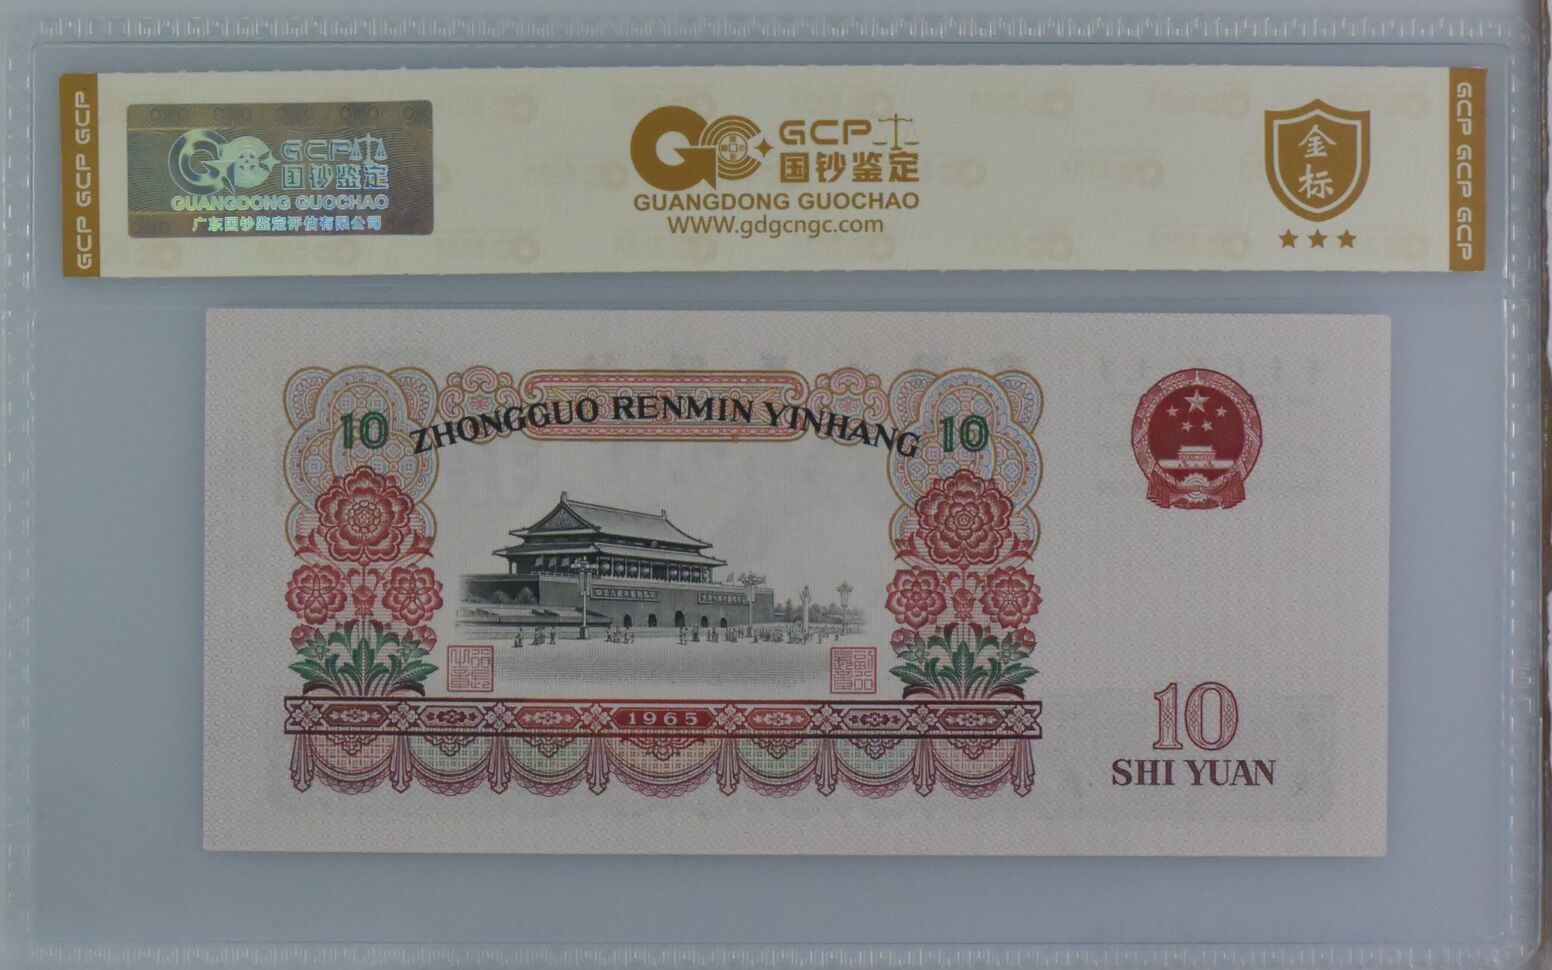 GCP GCP GCP
GCP
国钞鉴定
GUANGDONG GUOCHAO
广东国钞鉴定评估有限公司
GCP
国钞鉴定
GUANGDONG GUOCHAO
WWW.gdgcngc.com
金标
GCP GCP GCP
10
ZHONGGUO RENMIN YINHANG
10
1965
10
SHI YUAN